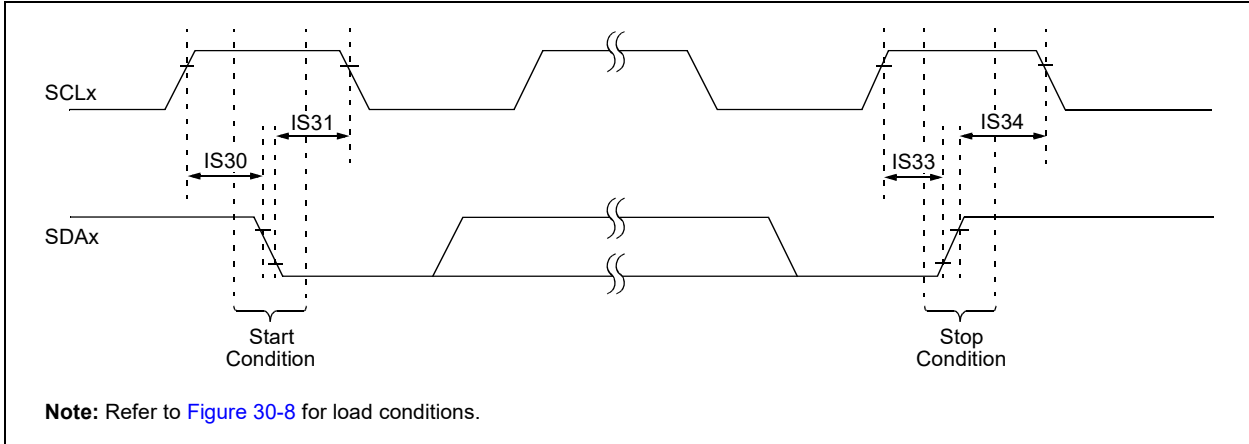 SCLx
IS31
IS34
IS30
IS33
SDAx
Start
Condition
Stop
Condition
Note: Refer to Figure 30-8 for load conditions.